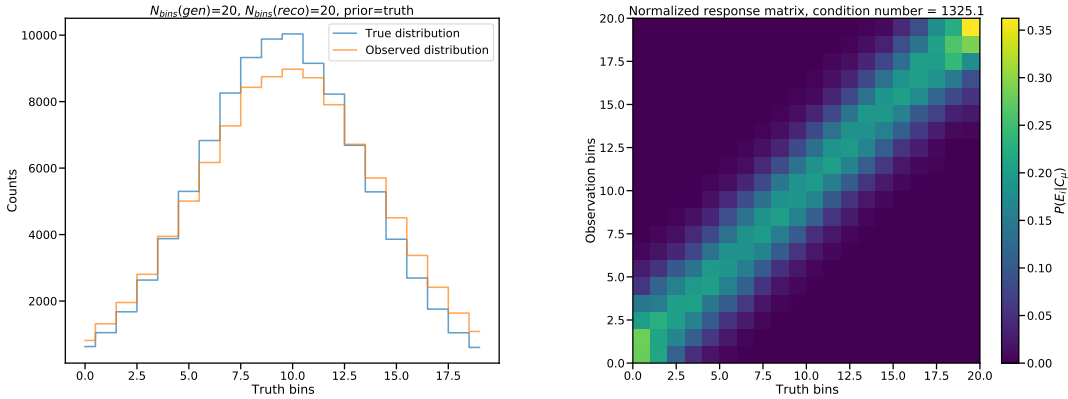 N_bins(gen)=20, N_bins(reco)=20, prior=truth
True distribution
Observed distribution
10000
8000
6000
4000
2000
Counts
0.0 2.5 5.0 7.5 10.0 12.5 15.0 17.5
Truth bins
Normalized response matrix, condition number = 1325.1
20.0
17.5
15.0
12.5
10.0
7.5
5.0
2.5
0.0
Observation bins
0.0 2.5 5.0 7.5 10.0 12.5 15.0 17.5 20.0
Truth bins
0.35
0.30
0.25
0.20
0.15
0.10
0.05
0.00
P(E_i|C_μ)